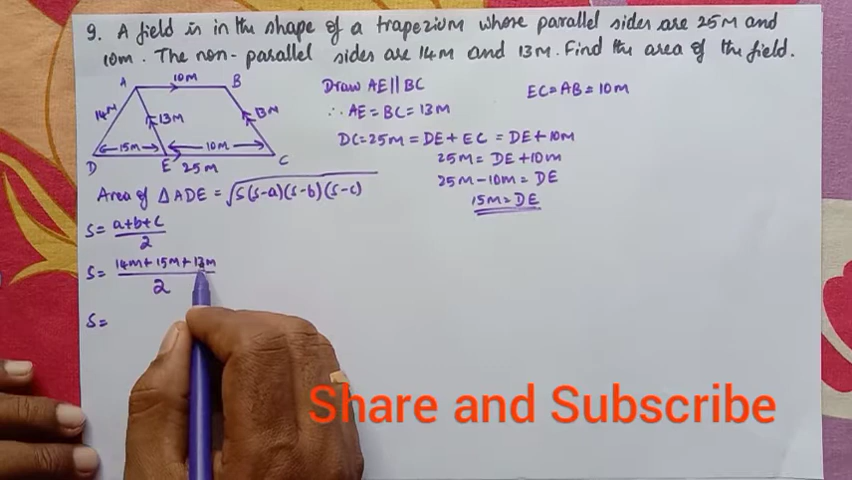 9. A field is in the shape of a trapezium whose parallel sides are 25m and
10m. The non-parallel sides are 14m and 13m. Find the area of the field.
A 10m B
14m 13m 13m
15m 10m
D E 25m C
Draw AE||BC
∴ AE=BC=13m
EC=AB=10m
DC=25m=DE+EC=DE+10m
25m=DE+10m
25m-10m=DE
15m=DE
Area of △ADE=√s(s-a)(s-b)(s-c)
s=a+b+c/2
s=14m+15m+13m/2
s=
Share and Subscribe